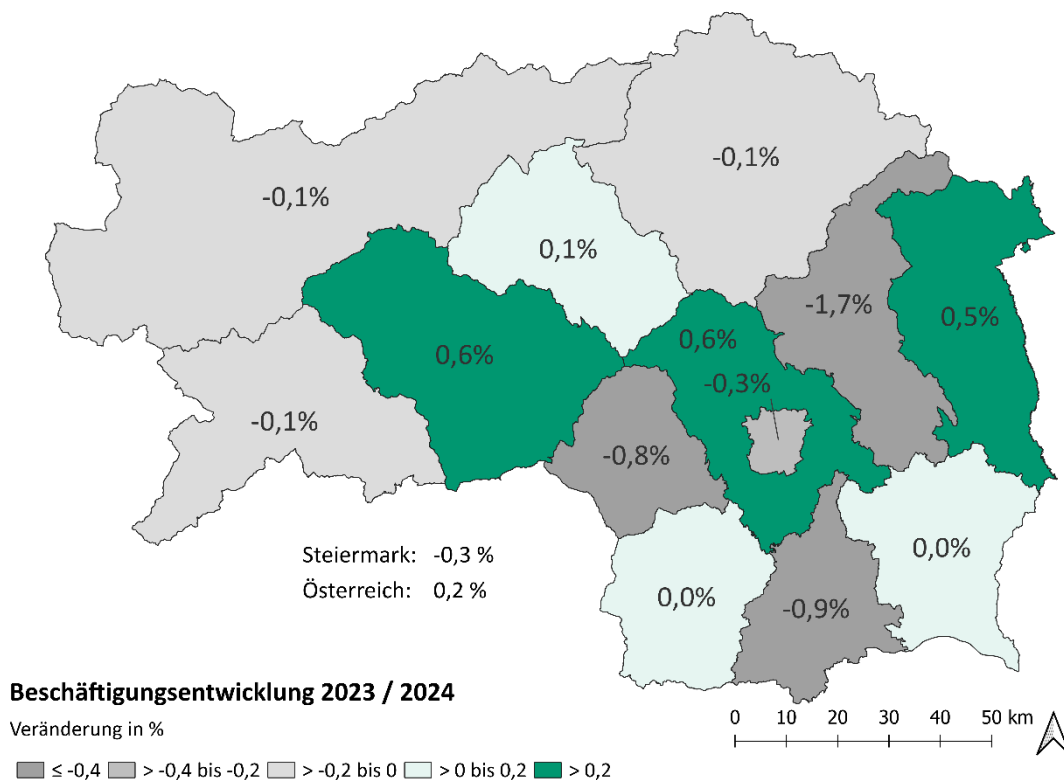 -0,1%
-0,1%
0,1%
-1,7%
0,5%
0,6%
0,6%
-0,3%
-0,1%
-0,8%
0,0%
0,0%
-0,9%
Steiermark: -0,3 %
Österreich: 0,2 %
Beschäftigungsentwicklung 2023 / 2024
Veränderung in %
0 10 20 30 40 50 km
≤ -0,4 > -0,4 bis -0,2 > -0,2 bis 0 > 0 bis 0,2 > 0,2